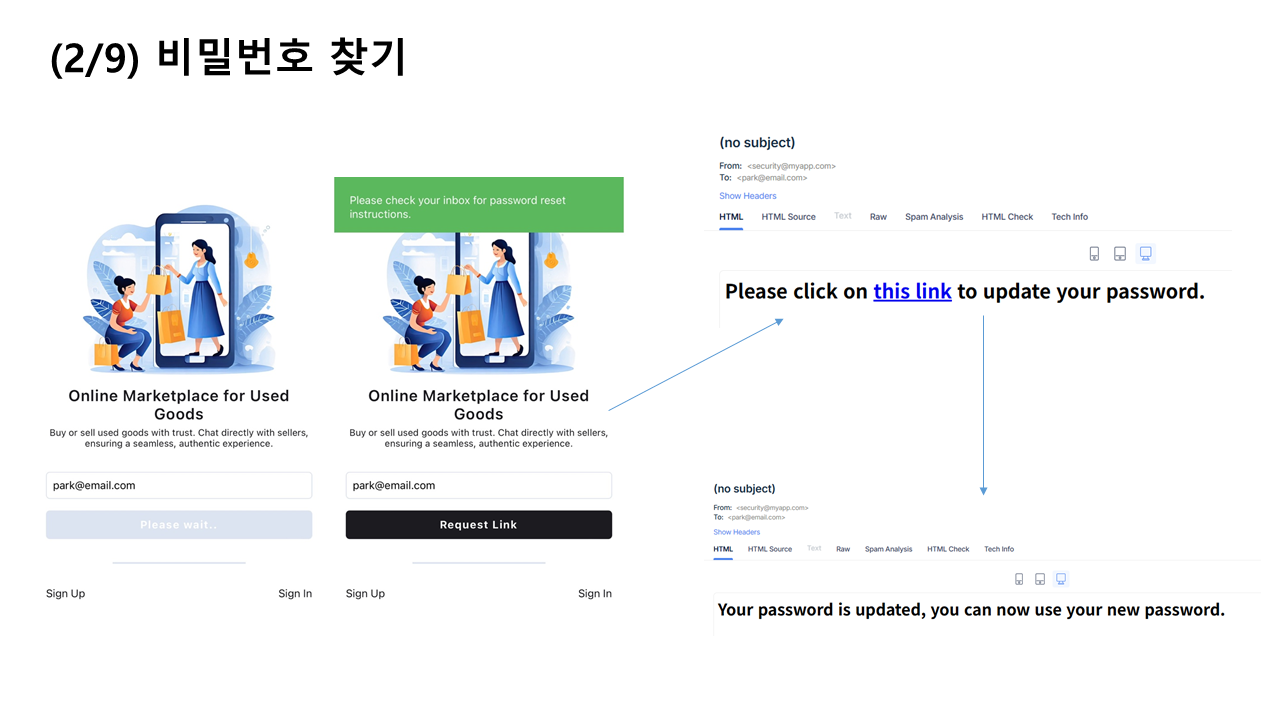 (2/9) 비밀번호 찾기
Online Marketplace for Used
Goods
Buy or sell used goods with trust. Chat directly with sellers,
ensuring a seamless, authentic experience.
park@email.com
Please wait..
Sign Up
Sign In
Please check your inbox for password reset
instructions.
Online Marketplace for Used
Goods
Buy or sell used goods with trust. Chat directly with sellers,
ensuring a seamless, authentic experience.
park@email.com
Request Link
Sign Up
Sign In
(no subject)
From: <security@myapp.com>
To: <park@email.com>
Show Headers
HTML HTML Source Text Raw Spam Analysis HTML Check Tech Info
Please click on this link to update your password.
(no subject)
From: <security@myapp.com>
To: <park@email.com>
Show Headers
HTML HTML Source Text Raw Spam Analysis HTML Check Tech Info
Your password is updated, you can now use your new password.